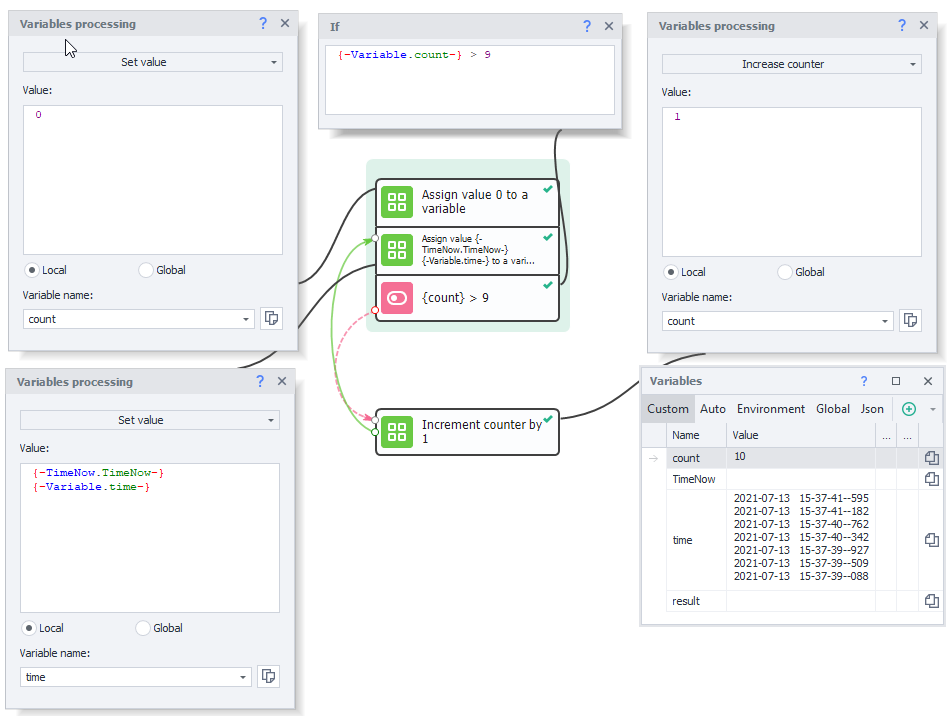 Variables processing
?
Set value
Value:
0
Local
Global
Variable name:
count
If
?
{-Variable.count-} > 9
Variables processing
?
Increase counter
Value:
1
Local
Global
Variable name:
count
Assign value 0 to a
variable
Assign value {-
TimeNow.TimeNow-}
{-Variable.time-} to a vari...
{count} > 9
Increment counter by
1
Variables processing
?
Set value
Value:
{-TimeNow.TimeNow-}
{-Variable.time-}
Local
Global
Variable name:
time
Variables
?
Custom Auto Environment Global Json
Name Value ... ...
count 10
TimeNow
time
2021-07-13 15-37-41--595
2021-07-13 15-37-41--182
2021-07-13 15-37-40--762
2021-07-13 15-37-40--342
2021-07-13 15-37-39--927
2021-07-13 15-37-39--509
2021-07-13 15-37-39--088
result